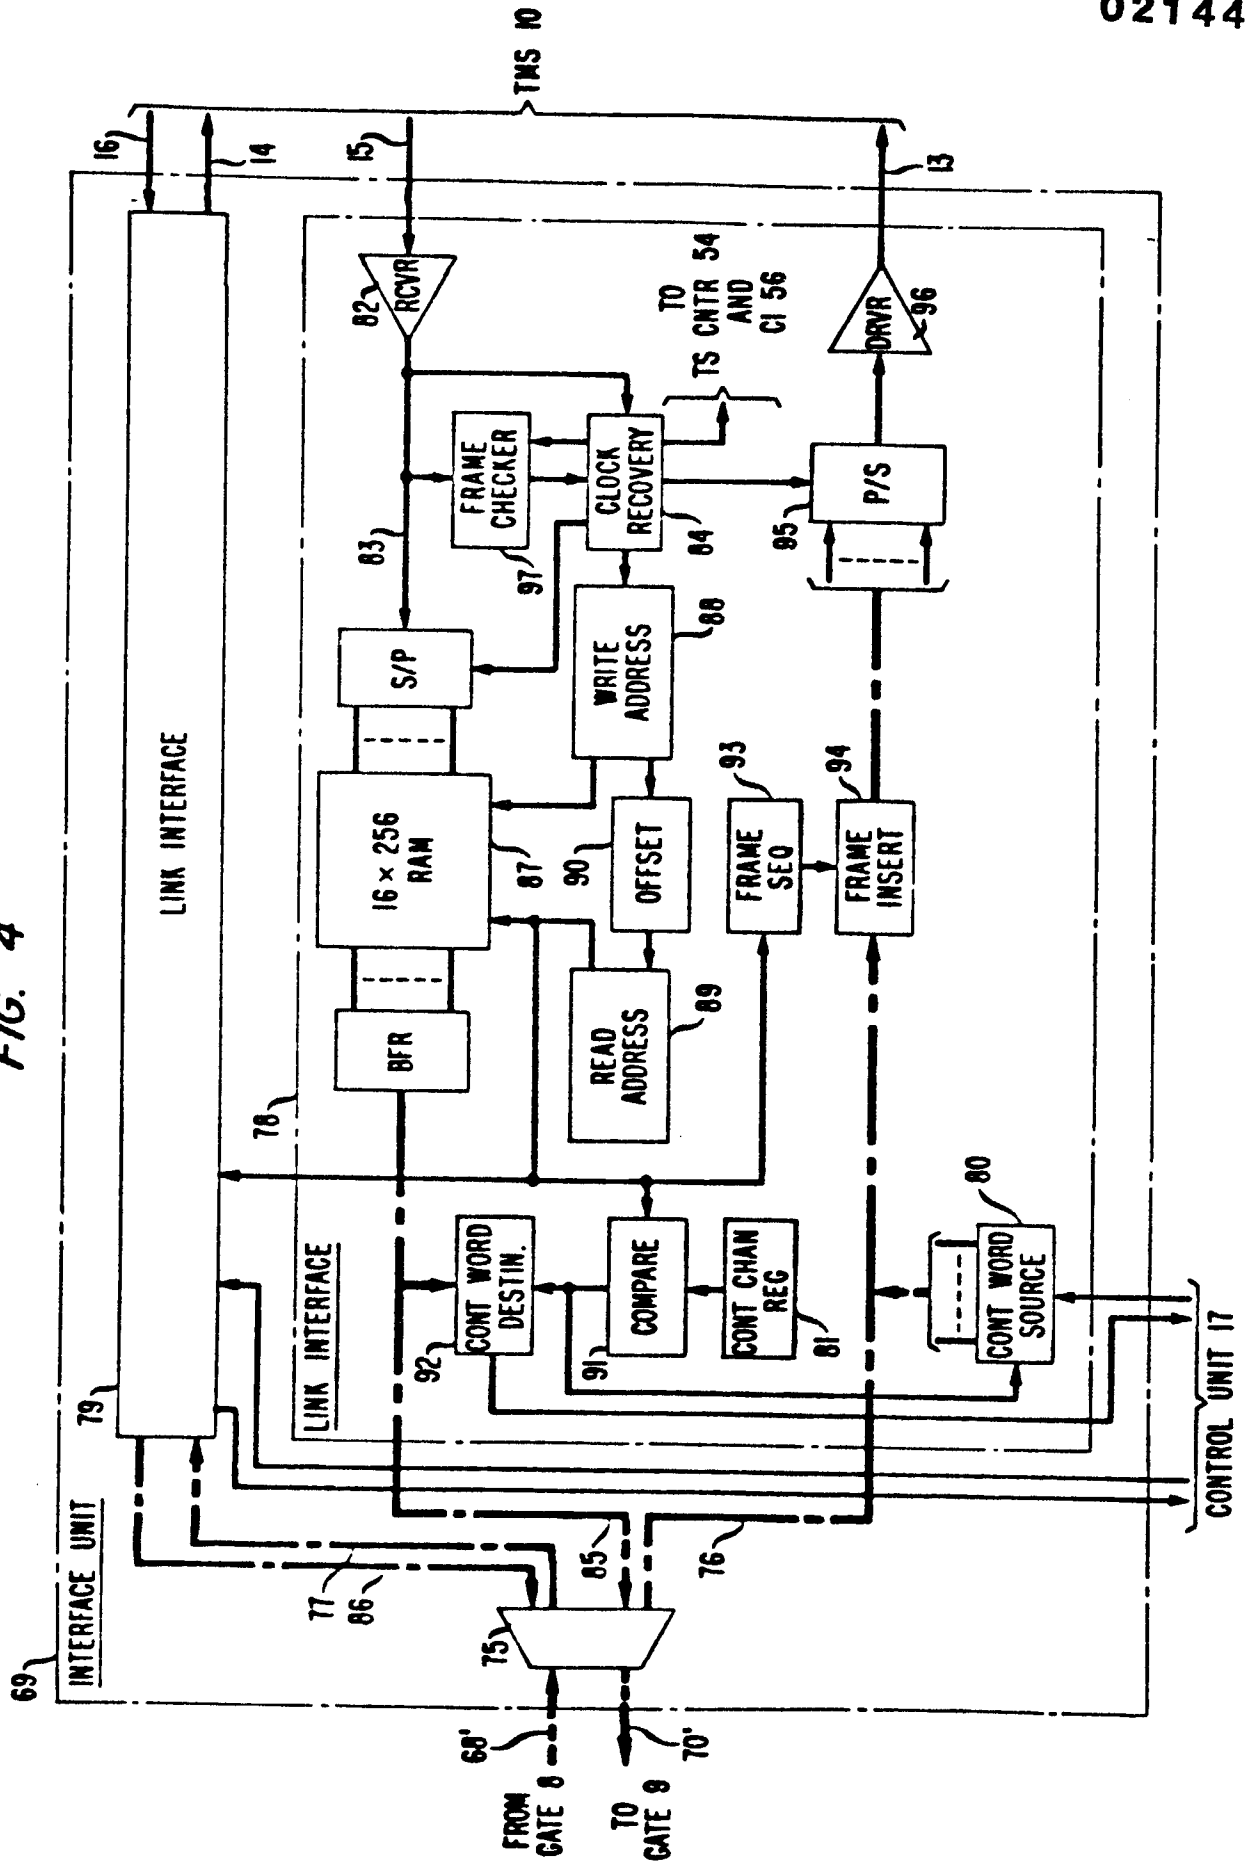 02144
FIG. 4
69
INTERFACE UNIT
79
LINK INTERFACE
16
14
TMS 10
15
13
78
LINK INTERFACE
82
RCVR
83
FRAME
CHECKER
97
CLOCK
RECOVERY
84
TO
TS CNTR 54
AND
CI 56
S/P
16 × 256
RAM
87
BFR
WRITE
ADDRESS
88
OFFSET
90
READ
ADDRESS
89
FRAME
SEQ
93
FRAME
INSERT
94
P/S
95
DRVR
96
CONT WORD
DESTIN.
92
COMPARE
91
CONT CHAN
REG
81
CONT WORD
SOURCE
80
77
86
85
76
75
68'
FROM
GATE 8
70'
TO
GATE 9
CONTROL UNIT 17